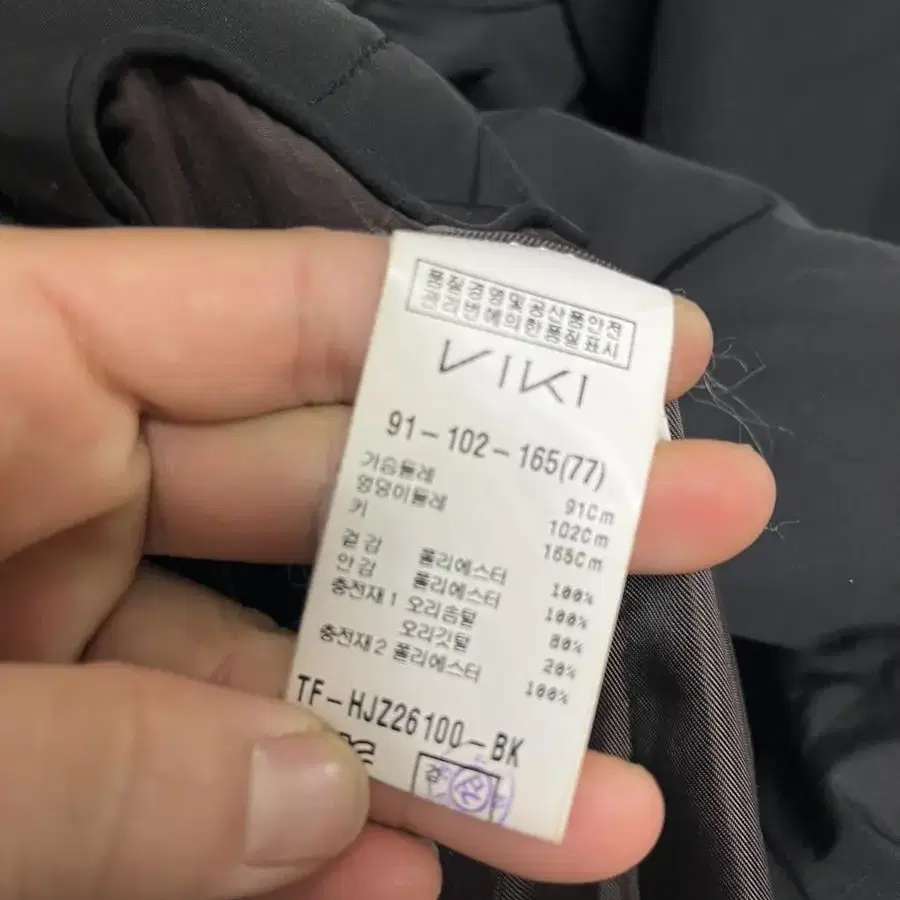 품질경영및공산품안전
관리법에의한품질표시
VIKI
91-102-165(77)
가슴둘레 91Cm
엉덩이둘레 102Cm
키 165Cm
겉감 폴리에스터 100%
안감 폴리에스터 100%
충전재1 오리솜털 80%
오리깃털 20%
충전재2 폴리에스터 100%
TF-HJZ26100-BK
검